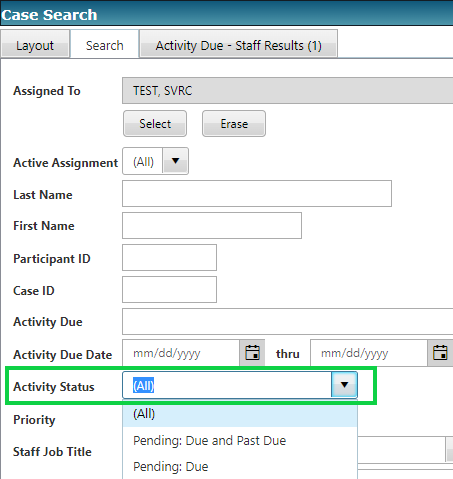 Case Search
Layout Search Activity Due - Staff Results (1)
Assigned To TEST, SVRC
Select Erase
Active Assignment (All)
Last Name
First Name
Participant ID
Case ID
Activity Due
Activity Due Date mm/dd/yyyy thru mm/dd/yyyy
Activity Status (All)
Priority (All)
Pending: Due and Past Due
Staff Job Title
Pending: Due